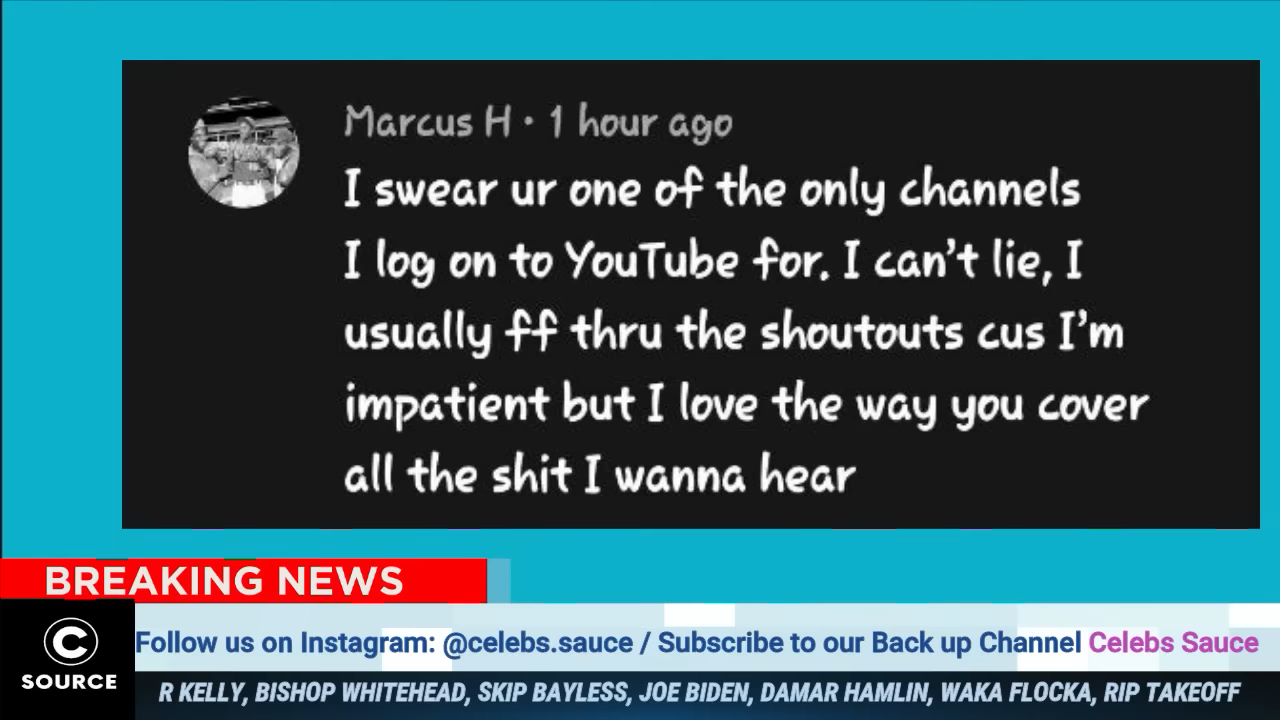 Marcus H • 1 hour ago
I swear ur one of the only channels
I log on to YouTube for. I can't lie, I
usually ff thru the shoutouts cus I'm
impatient but I love the way you cover
all the shit I wanna hear
BREAKING NEWS
C
SOURCE
Follow us on Instagram: @celebs.sauce / Subscribe to our Back up Channel Celebs Sauce
R KELLY, BISHOP WHITEHEAD, SKIP BAYLESS, JOE BIDEN, DAMAR HAMLIN, WAKA FLOCKA, RIP TAKEOFF